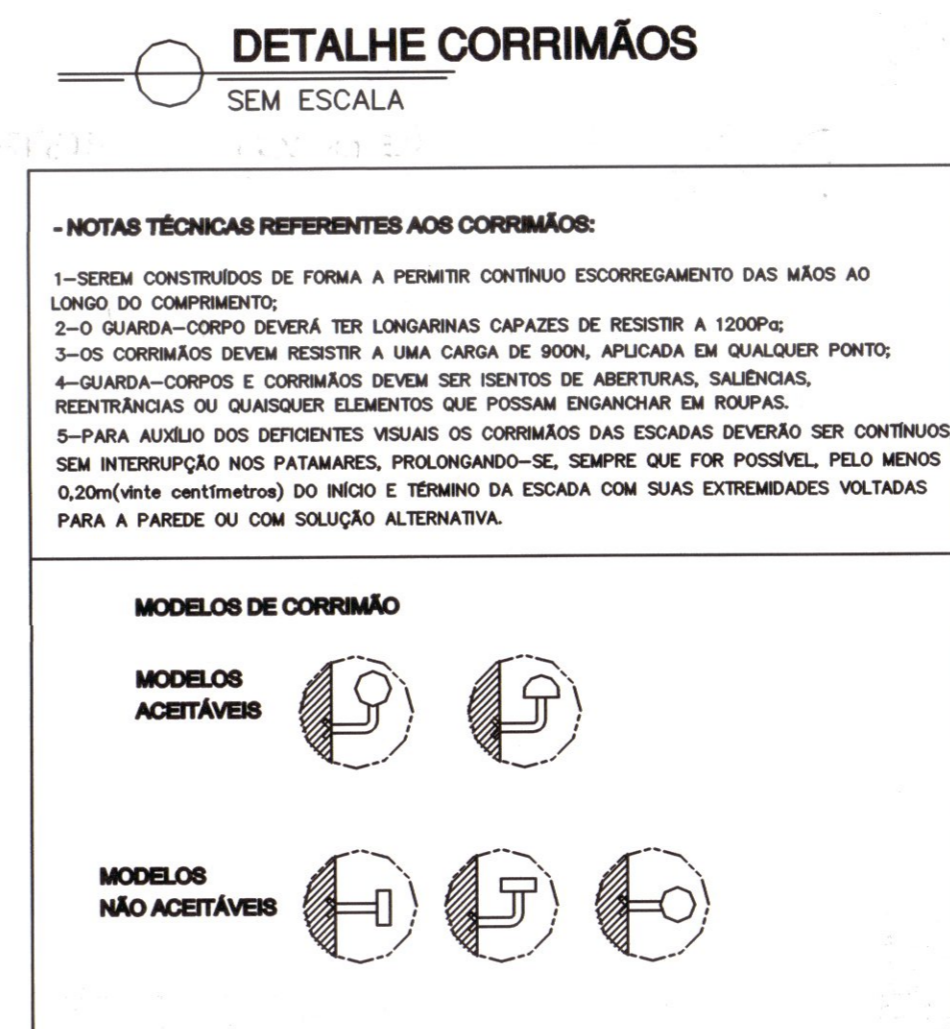 DETALHE CORRIMÃOS
SEM ESCALA
- NOTAS TÉCNICAS REFERENTES AOS CORRIMÃOS:
1-SEREM CONSTRUÍDOS DE FORMA A PERMITIR CONTÍNUO ESCORREGAMENTO DAS MÃOS AO
LONGO DO COMPRIMENTO;
2-O GUARDA-CORPO DEVERÁ TER LONGARINAS CAPAZES DE RESISTIR A 1200Pa;
3-OS CORRIMÃOS DEVEM RESISTIR A UMA CARGA DE 900N, APLICADA EM QUALQUER PONTO;
4-GUARDA-CORPOS E CORRIMÃOS DEVEM SER ISENTOS DE ABERTURAS, SALIÊNCIAS,
REENTRÂNCIAS OU QUAISQUER ELEMENTOS QUE POSSAM ENGANCHAR EM ROUPAS.
5-PARA AUXÍLIO DOS DEFICIENTES VISUAIS OS CORRIMÃOS DAS ESCADAS DEVERÃO SER CONTÍNUOS
SEM INTERRUPÇÃO NOS PATAMARES, PROLONGANDO-SE, SEMPRE QUE FOR POSSÍVEL, PELO MENOS
0,20m(vinte centímetros) DO INÍCIO E TÉRMINO DA ESCADA COM SUAS EXTREMIDADES VOLTADAS
PARA A PAREDE OU COM SOLUÇÃO ALTERNATIVA.
MODELOS DE CORRIMÃO
MODELOS
ACEITÁVEIS
MODELOS
NÃO ACEITÁVEIS